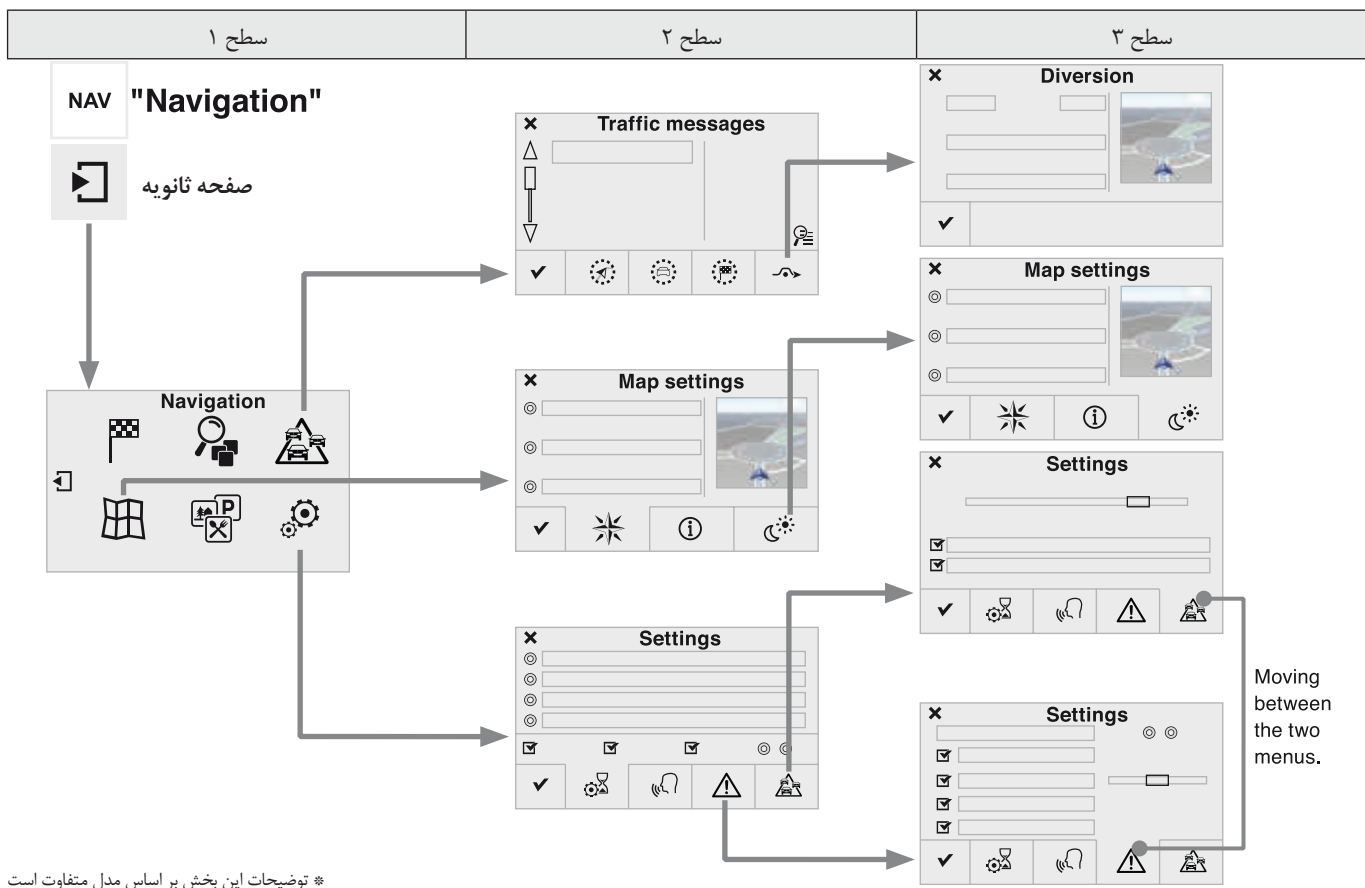 سطح ۱
سطح ۲
سطح ۳
NAV "Navigation"
صفحه ثانویه
Navigation
P
Traffic messages
Map settings
Settings
Diversion
Map settings
Settings
Settings
Moving
between
the two
menus.
* توضیحات این بخش بر اساس مدل متفاوت است